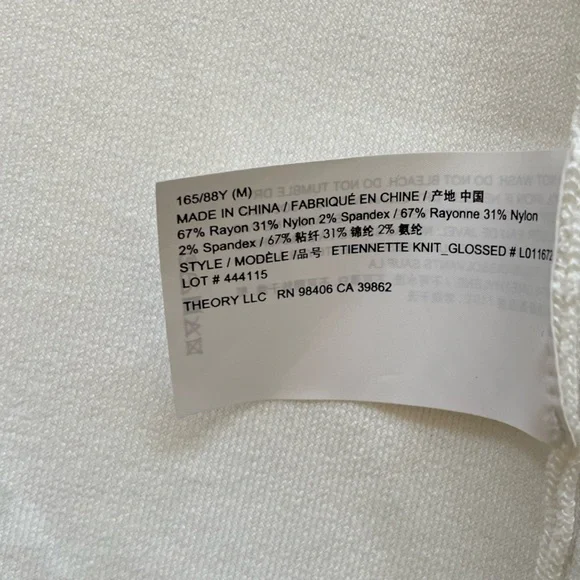 165/88Y (M)
MADE IN CHINA / FABRIQUÉ EN CHINE / 产地 中国
67% Rayon 31% Nylon 2% Spandex / 67% Rayonne 31% Nylon
2% Spandex / 67% 粘纤 31% 锦纶 2% 氨纶
STYLE / MODÈLE /品号 ETIENNETTE KNIT_GLOSSED # L011672
LOT # 444115
THEORY LLC RN 98406 CA 39862